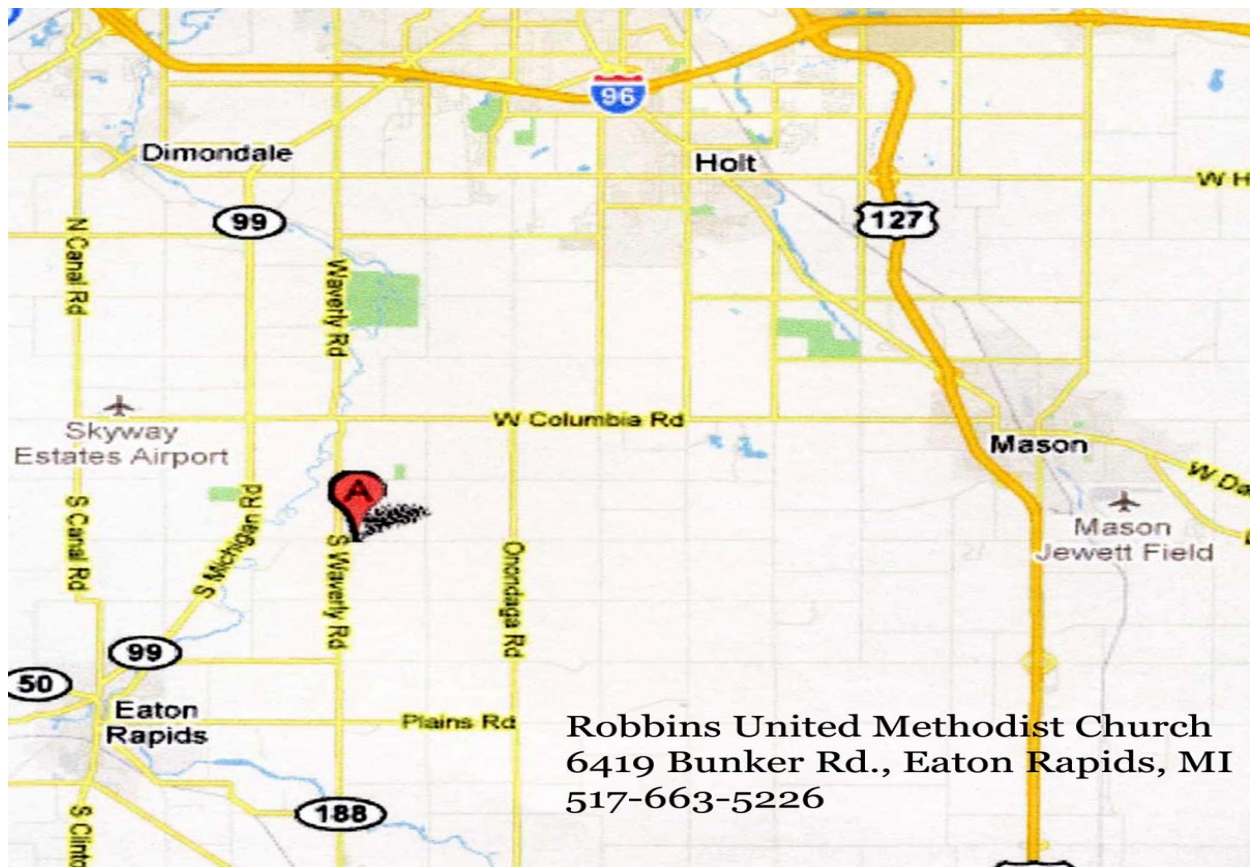 96
Dimondale
Holt
W H
99
127
N Canal Rd
Waverly Rd
Skyway
Estates Airport
W Columbia Rd
Mason
W Da
A
S Canal Rd
S Michigan Rd
S Waverly Rd
Onondaga Rd
Mason
Jewett Field
99
50
Eaton
Rapids
Plains Rd
188
S Clinto
Robbins United Methodist Church
6419 Bunker Rd., Eaton Rapids, MI
517-663-5226